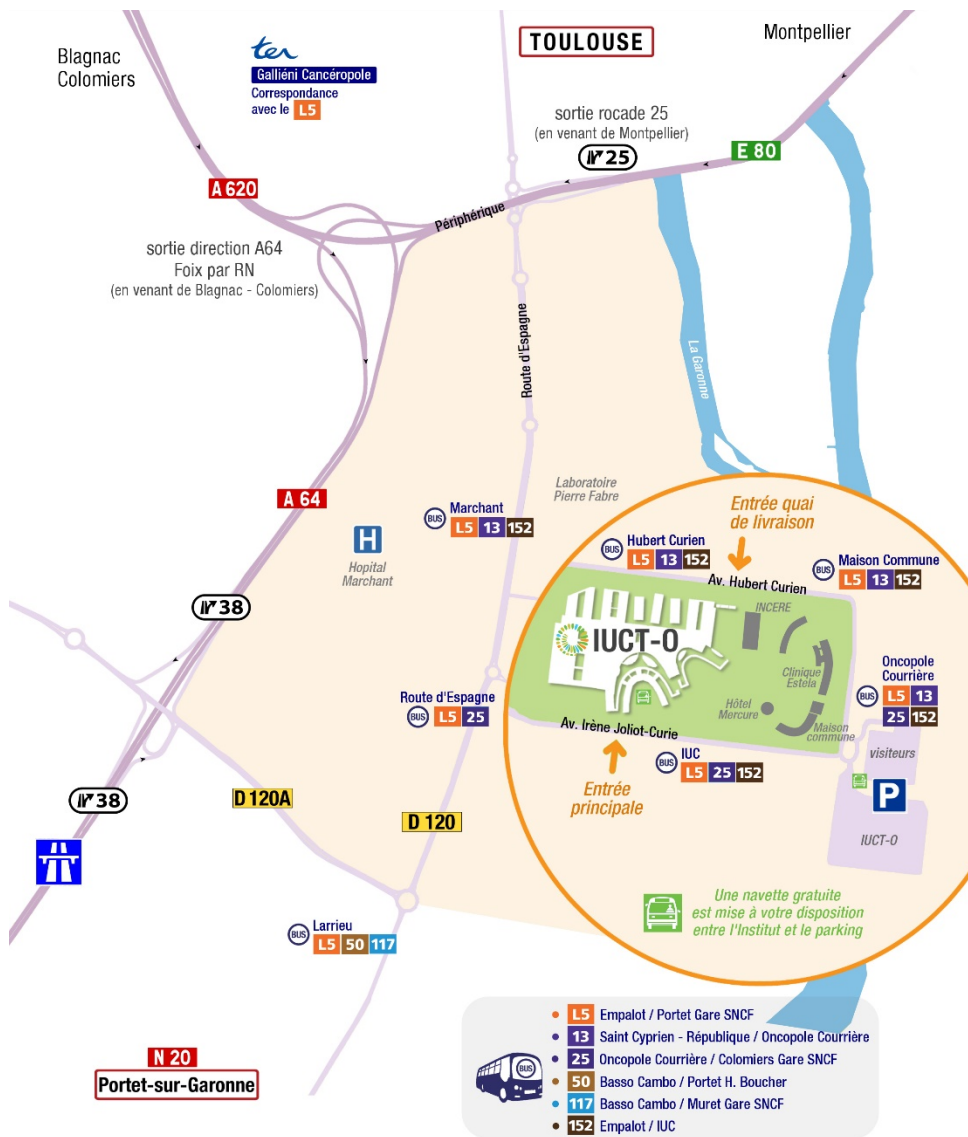 Blagnac
Colomiers
ter
Galliéni Cancéropole
Correspondance
avec le L5
TOULOUSE
Montpellier
sortie rocade 25
(en venant de Montpellier)
25
E 80
A 620
Périphérique
sortie direction A64
Foix par RN
(en venant de Blagnac - Colomiers)
Route d'Espagne
La Garonne
A 64
Laboratoire
Pierre Fabre
BUS
Marchant
L5 13 152
H
Hopital
Marchant
Entrée quai
de livraison
BUS
Hubert Curien
L5 13 152
Av. Hubert Curien
BUS
Maison Commune
L5 13 152
38
INCERE
IUCT-O
Clinique
Estela
Hôtel
Mercure
Maison
commune
BUS
Oncopole
Courrière
L5 13
25 152
BUS
Route d'Espagne
L5 25
Av. Irène Joliot-Curie
BUS
IUC
L5 25 152
visiteurs
P
IUCT-O
Entrée
principale
38
D 120A
D 120
Une navette gratuite
est mise à votre disposition
entre l'Institut et le parking
BUS
Larrieu
L5 50 117
N 20
Portet-sur-Garonne
BUS
L5 Empalot / Portet Gare SNCF
13 Saint Cyprien - République / Oncopole Courrière
25 Oncopole Courrière / Colomiers Gare SNCF
50 Basso Cambo / Portet H. Boucher
117 Basso Cambo / Muret Gare SNCF
152 Empalot / IUC